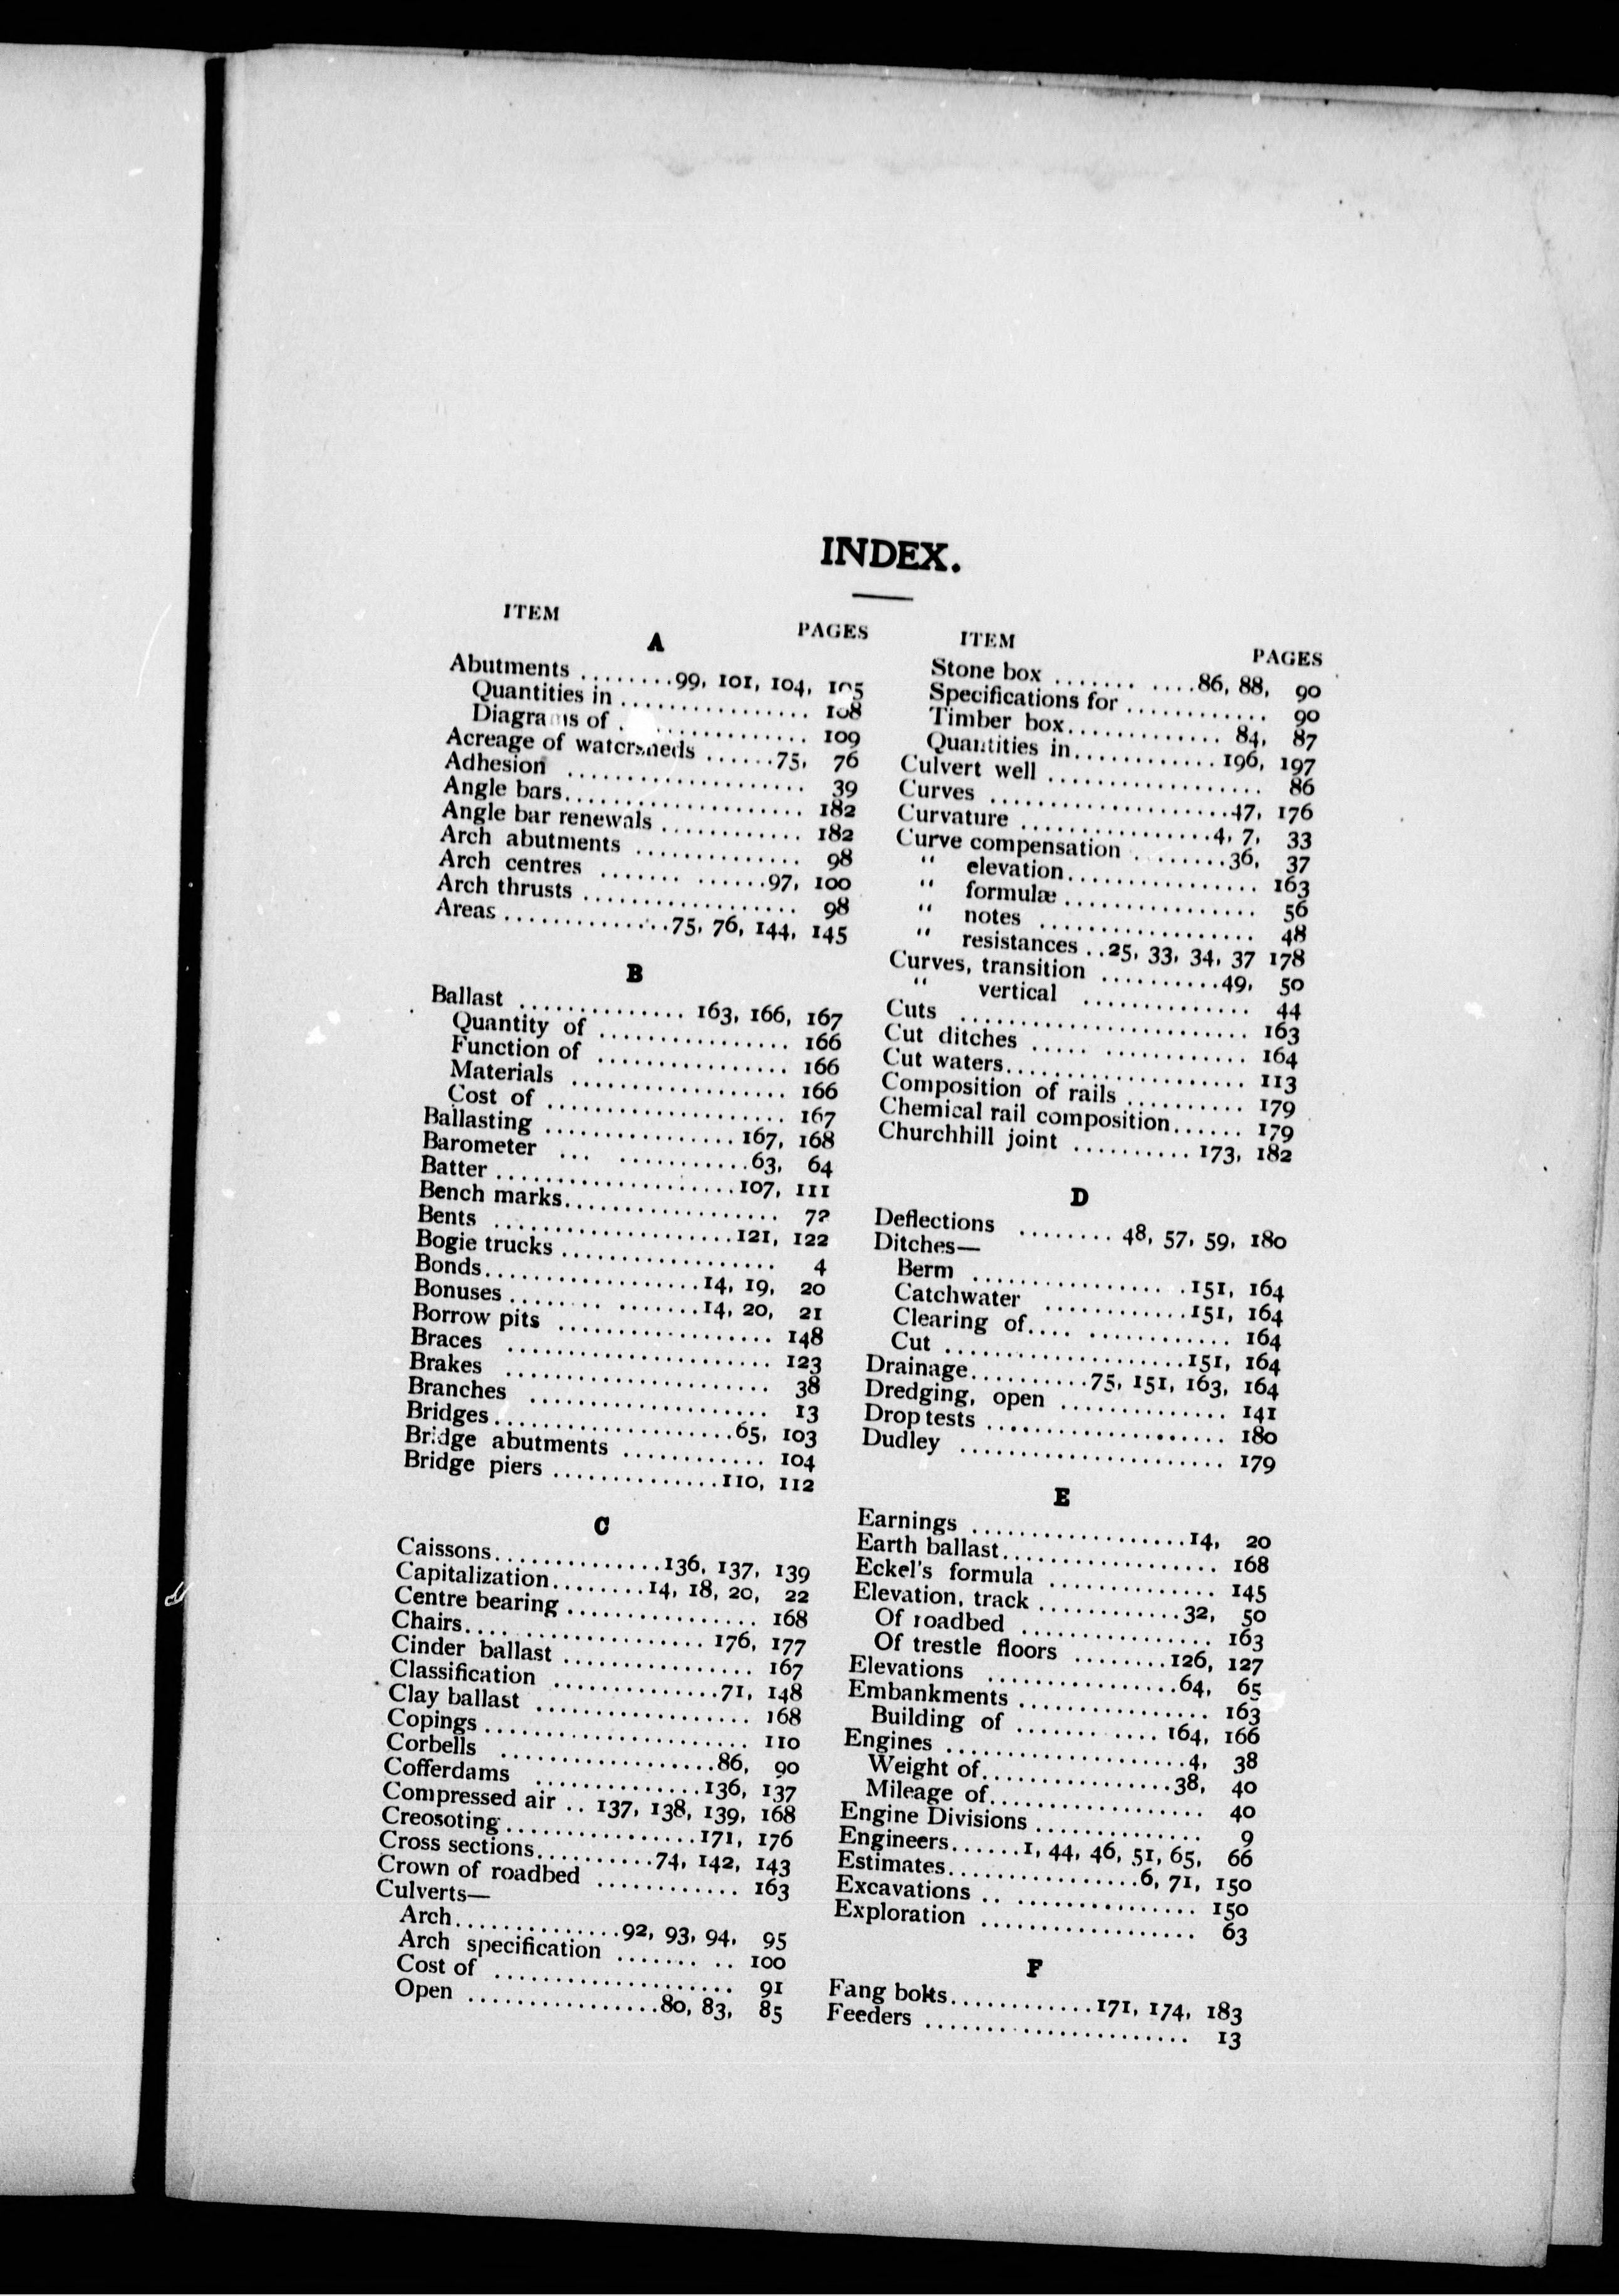 INDEX.
ITEM PAGES
A
Abutments ........99, 101, 104, 105
Quantities in ................ 108
Diagrams of ................ 109
Acreage of watersheds ......75, 76
Adhesion .................... 39
Angle bars.................... 182
Angle bar renewals ............ 182
Arch abutments .............. 98
Arch centres ....... ......97, 100
Arch thrusts .................. 98
Areas ..............75, 76, 144, 145
B
Ballast .............. 163, 166, 167
Quantity of ................ 166
Function of ................ 166
Materials .................. 166
Cost of .................... 167
Ballasting ................ 167, 168
Barometer ... ...........63, 64
Batter .....................107, 111
Bench marks.................. 72
Bents .....................121, 122
Bogie trucks .................. 4
Bonds...................14, 19, 20
Bonuses ........ .......14, 20, 21
Borrow pits ................... 148
Braces ....................... 123
Brakes ....................... 38
Branches .................... 13
Bridges.....................65, 103
Bridge abutments ............ 104
Bridge piers ...............110, 112
C
Caissons...............136, 137, 139
Capitalization........14, 18, 20, 22
Centre bearing ................ 168
Chairs.... .................. 176, 177
Cinder ballast ................ 167
Classification ...............71, 148
Clay ballast ................... 168
Copings ....................... 110
Corbells ...................86, 90
Cofferdams ...............136, 137
Compressed air .. 137, 138, 139, 168
Creosoting.................171, 176
Cross sections..........74, 142, 143
Crown of roadbed ............ 163
Culverts—
Arch..............92, 93, 94, 95
Arch specification ....... .. 100
Cost of ..................... 91
Open .................80, 83, 85
ITEM PAGES
Stone box ....... ....86, 88, 90
Specifications for ............ 90
Timber box.............. 84, 87
Quantities in............ 196, 197
Culvert well ................... 86
Curves .....................47, 176
Curvature .................4, 7, 33
Curve compensation ........36, 37
“ elevation................ 163
“ formulæ ................ 56
“ notes ................... 48
“ resistances ..25, 33, 34, 37 178
Curves, transition ..........49, 50
“ vertical ............... 44
Cuts ......................... 163
Cut ditches ..... ............ 164
Cut waters..................... 113
Composition of rails .......... 179
Chemical rail composition...... 179
Churchhill joint .......... 173, 182
D
Deflections ........ 48, 57, 59, 180
Ditches—
Berm ...................151, 164
Catchwater ............151, 164
Clearing of.... ............ 164
Cut ......................151, 164
Drainage..........75, 151, 163, 164
Dredging, open .............. 141
Drop tests ..................... 180
Dudley ....................... 179
E
Earnings ...................14, 20
Earth ballast................... 168
Eckel's formula .............. 145
Elevation, track ............32, 50
Of roadbed ................. 163
Of trestle floors ........126, 127
Elevations .................64, 65
Embankments ................ 163
Building of ........... 164, 166
Engines ......................4, 38
Weight of.................38, 40
Mileage of................... 40
Engine Divisions .............. 9
Engineers......1, 44, 46, 51, 65, 66
Estimates.................6, 71, 150
Excavations .. ............... 150
Exploration ................... 63
F
Fang bolts.............171, 174, 183
Feeders ....................... 13